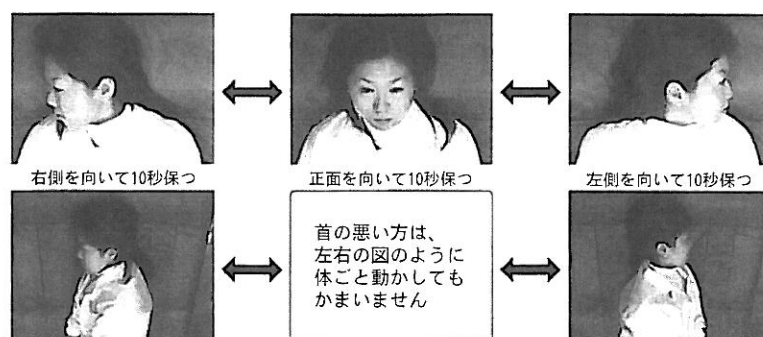 右側を向いて10秒保つ
正面を向いて10秒保つ
左側を向いて10秒保つ
首の悪い方は、
左右の図のように
体ごと動かしても
かまいません